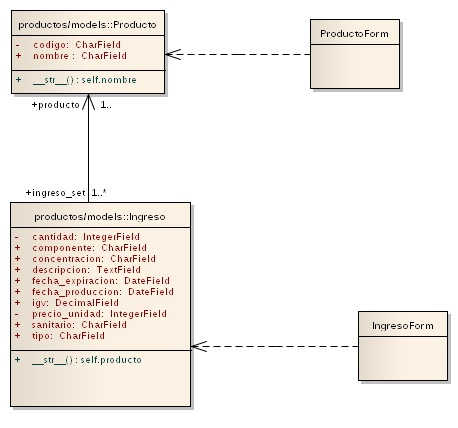 productos/models::Producto
- codigo: CharField
+ nombre: CharField
+ __str__() : self.nombre
ProductoForm
+producto 1..
+ingreso_set 1..*
productos/models::Ingreso
- cantidad: IntegerField
+ componente: CharField
+ concentracion: CharField
+ descripcion: TextField
+ fecha_expiracion: DateField
+ fecha_produccion: DateField
+ igv: DecimalField
- precio_unidad: IntegerField
+ sanitario: CharField
+ tipo: CharField
+ __str__() : self.producto
IngresoForm